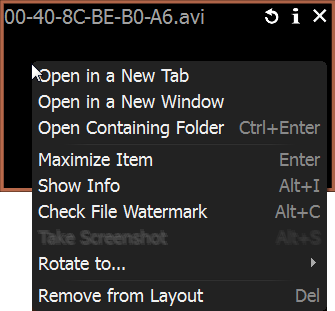 00-40-8C-BE-B0-A6.avi
Open in a New Tab
Open in a New Window
Open Containing Folder Ctrl+Enter
Maximize Item Enter
Show Info Alt+I
Check File Watermark Alt+C
Take Screenshot Alt+S
Rotate to...
Remove from Layout Del